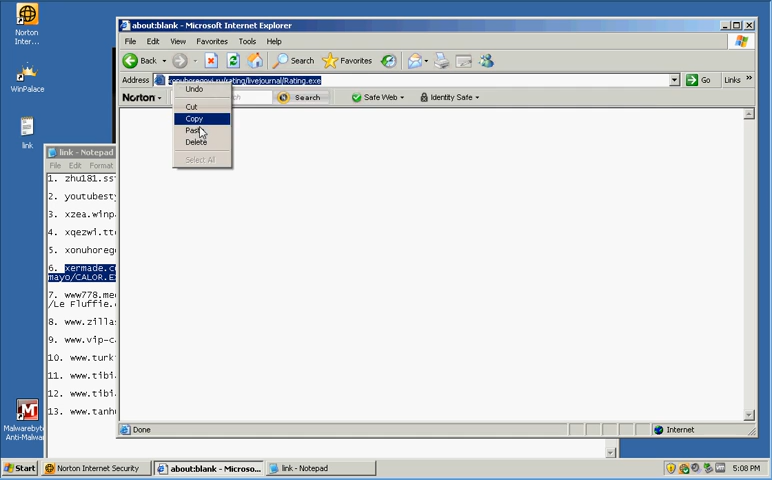 Norton
Inter...
WinPalace
link
Malwarebyt
Anti-Malwar
about:blank - Microsoft Internet Explorer
File Edit View Favorites Tools Help
Back Search Favorites
Address xonuhoregovi.ru/rating/livejournal/Rating.exe Go Links »
Norton Search Safe Web Identity Safe
Undo
Cut
Copy
Paste
Delete
Select All
link - Notepad
File Edit Format
1. zhu181.ss
2. youtubesty
3. xzea.winp
4. xqezwi.tt
5. xonuhoreg
6. xermade.c
mayo/CALOR.E
7. www778.me
/Le Fluffie.
8. www.zillas
9. www.vip-c
10. www.turk
11. www.tibi
12. www.tibi
13. www.tanh
Done Internet
Start Norton Internet Security about:blank - Microso... link - Notepad 5:08 PM